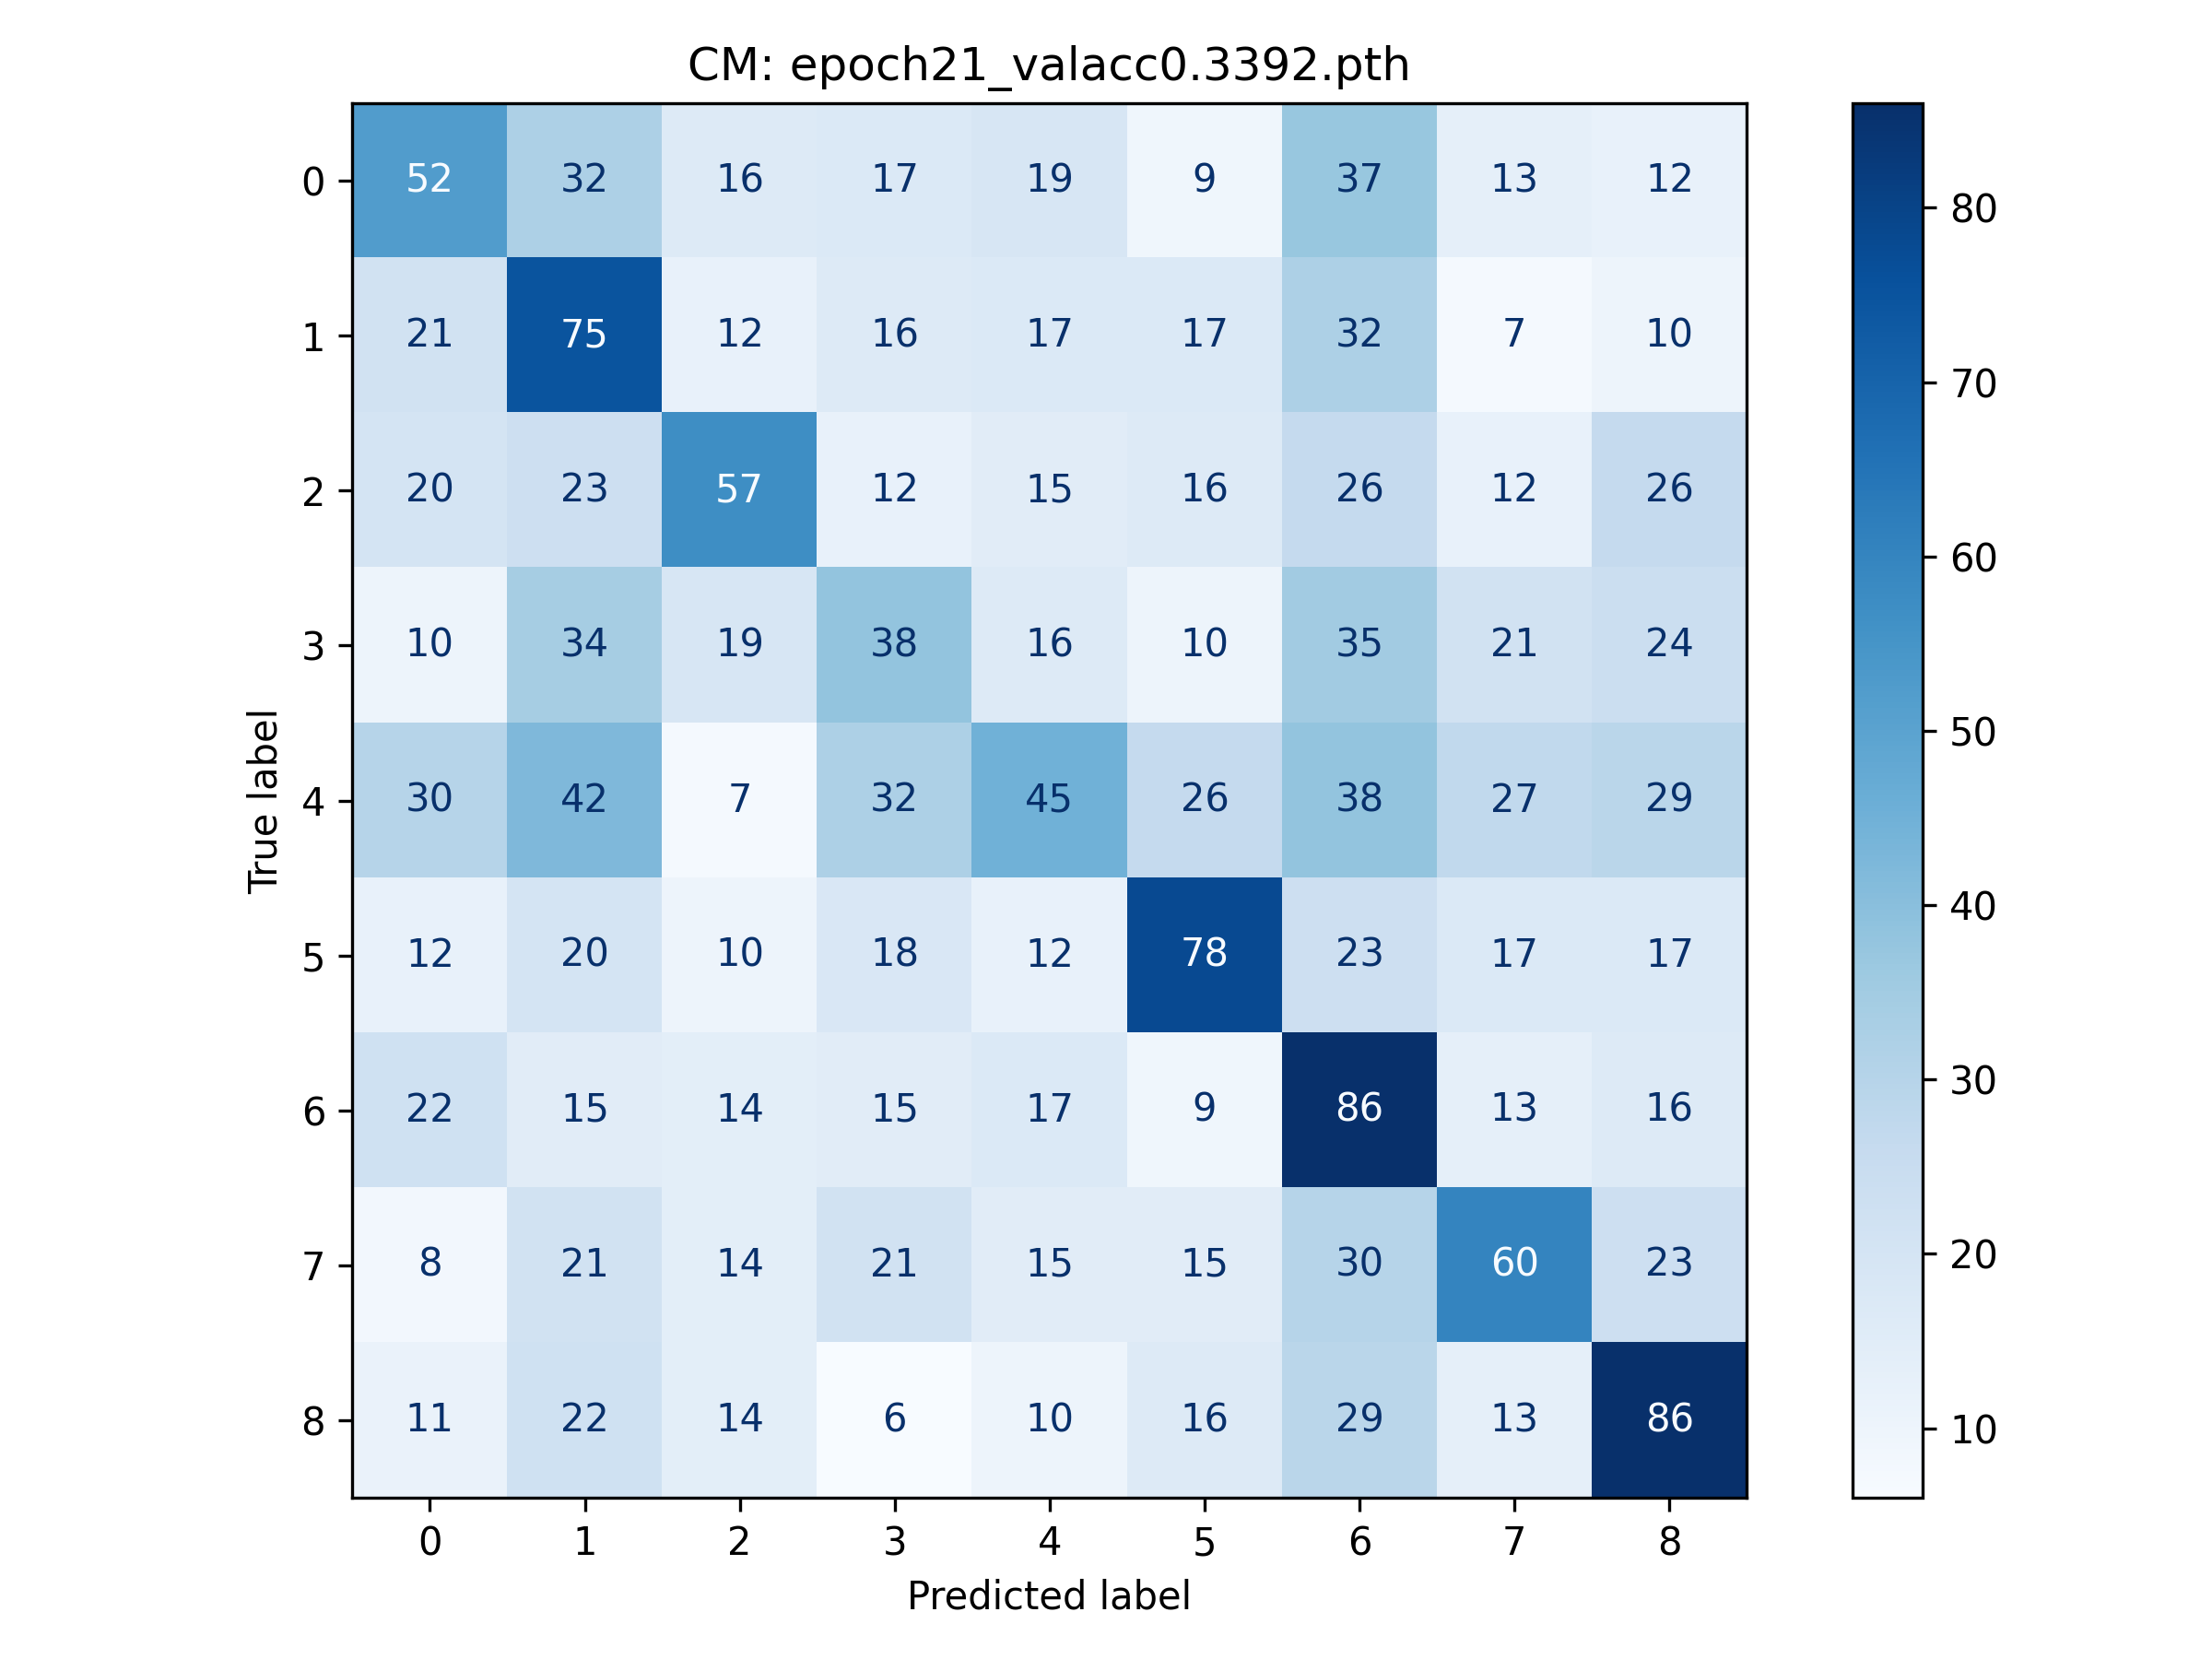 CM: epoch21_valacc0.3392.pth
0 52 32 16 17 19 9 37 13 12
1 21 75 12 16 17 17 32 7 10
2 20 23 57 12 15 16 26 12 26
3 10 34 19 38 16 10 35 21 24
4 30 42 7 32 45 26 38 27 29
5 12 20 10 18 12 78 23 17 17
6 22 15 14 15 17 9 86 13 16
7 8 21 14 21 15 15 30 60 23
8 11 22 14 6 10 16 29 13 86
0 1 2 3 4 5 6 7 8
Predicted label
True label
80
70
60
50
40
30
20
10